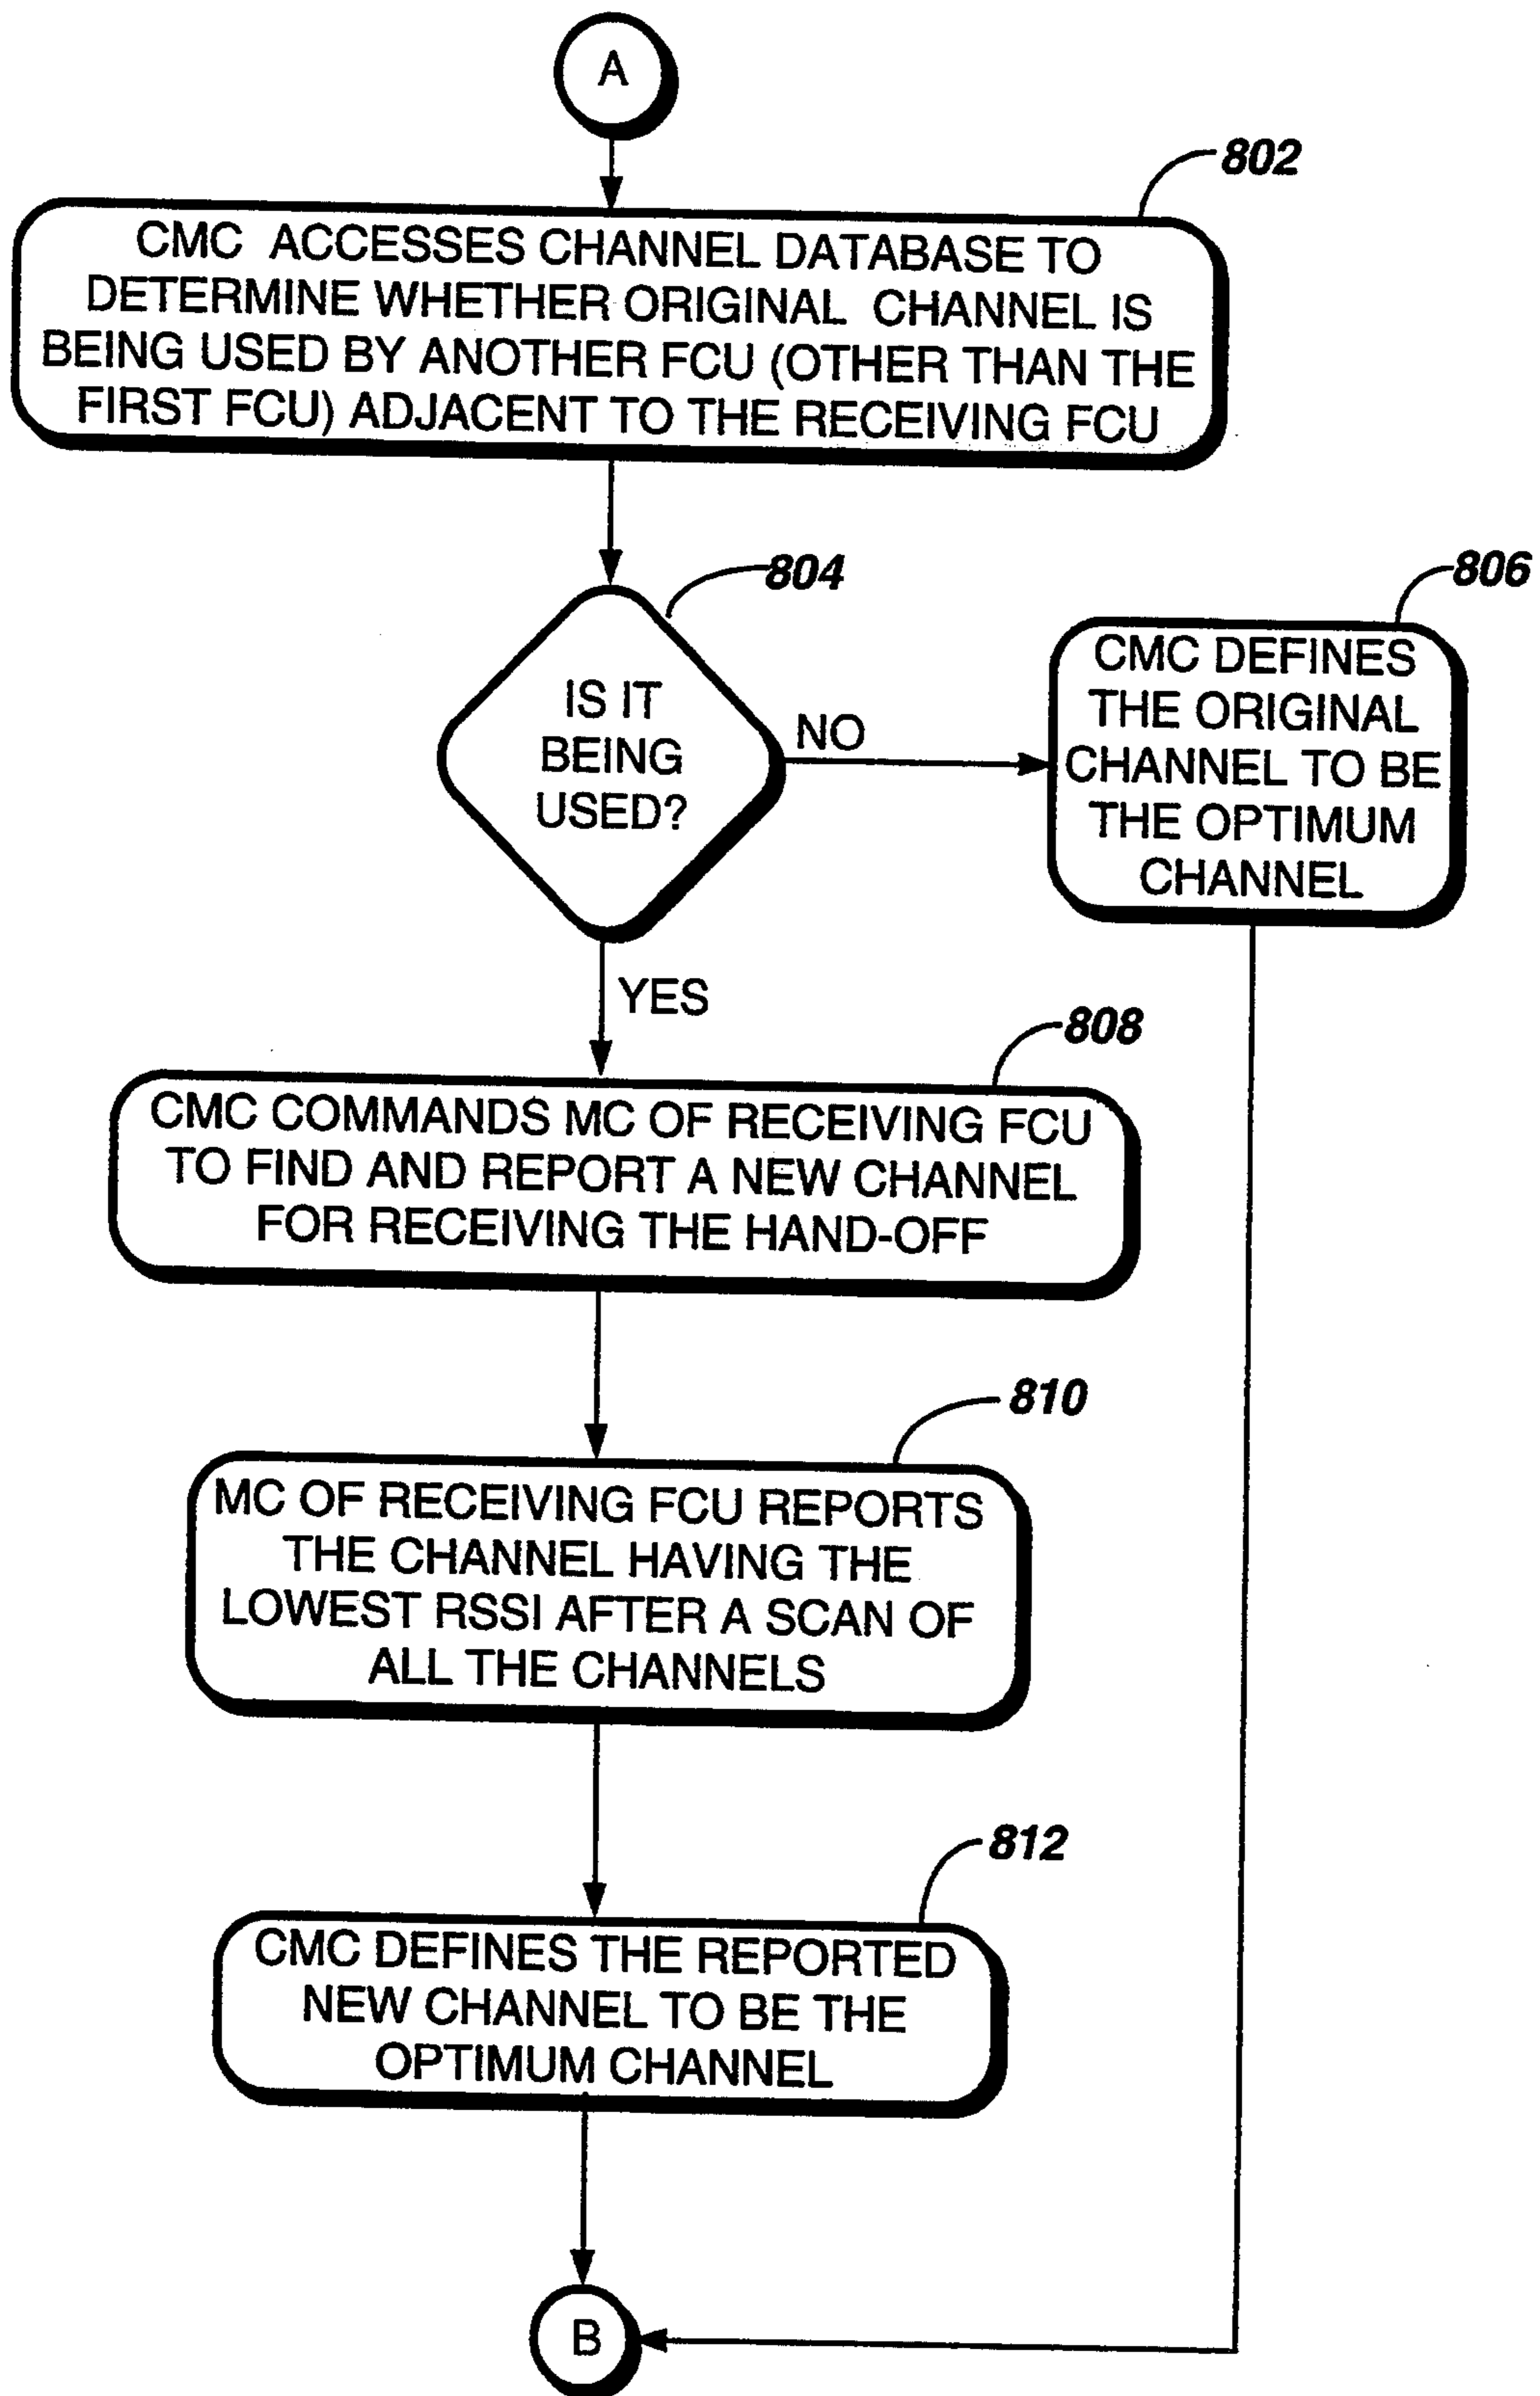 A
802
CMC ACCESSES CHANNEL DATABASE TO
DETERMINE WHETHER ORIGINAL CHANNEL IS
BEING USED BY ANOTHER FCU (OTHER THAN THE
FIRST FCU) ADJACENT TO THE RECEIVING FCU
804
IS IT
BEING
USED?
NO
806
CMC DEFINES
THE ORIGINAL
CHANNEL TO BE
THE OPTIMUM
CHANNEL
YES
808
CMC COMMANDS MC OF RECEIVING FCU
TO FIND AND REPORT A NEW CHANNEL
FOR RECEIVING THE HAND-OFF
810
MC OF RECEIVING FCU REPORTS
THE CHANNEL HAVING THE
LOWEST RSSI AFTER A SCAN OF
ALL THE CHANNELS
812
CMC DEFINES THE REPORTED
NEW CHANNEL TO BE THE
OPTIMUM CHANNEL
B